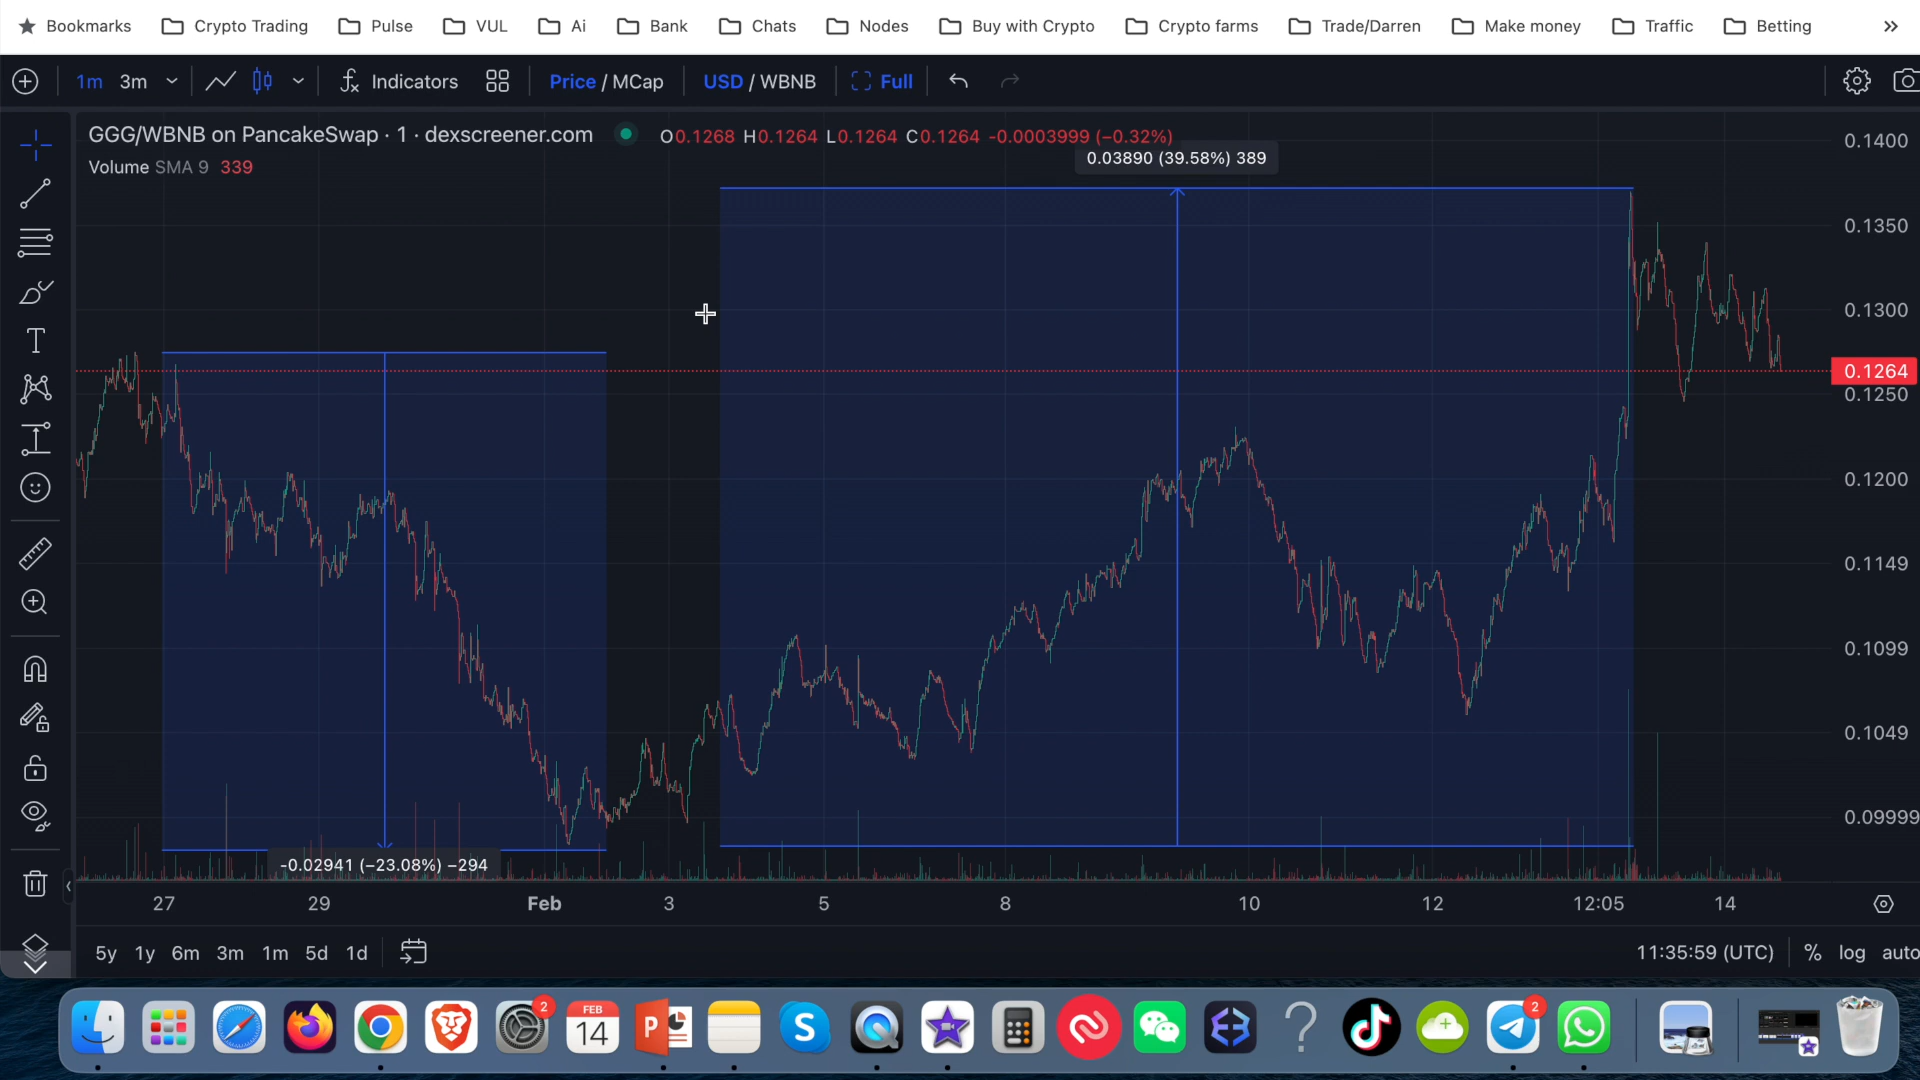 Bookmarks Crypto Trading Pulse VUL Ai Bank Chats Nodes Buy with Crypto Crypto farms Trade/Darren Make money Traffic Betting »
1m 3m Indicators Price / MCap USD / WBNB Full
GGG/WBNB on PancakeSwap · 1 · dexscreener.com O0.1268 H0.1264 L0.1264 C0.1264 -0.0003999 (−0.32%)
0.1400
0.03890 (39.58%) 389
Volume SMA 9 339
0.1350
0.1300
0.1264
0.1250
0.1200
0.1149
0.1099
0.1049
0.09999
-0.02941 (−23.08%) −294
27 29 Feb 3 5 8 10 12 12:05 14
5y 1y 6m 3m 1m 5d 1d 11:35:59 (UTC) % log auto
2
FEB
14
P
S
2